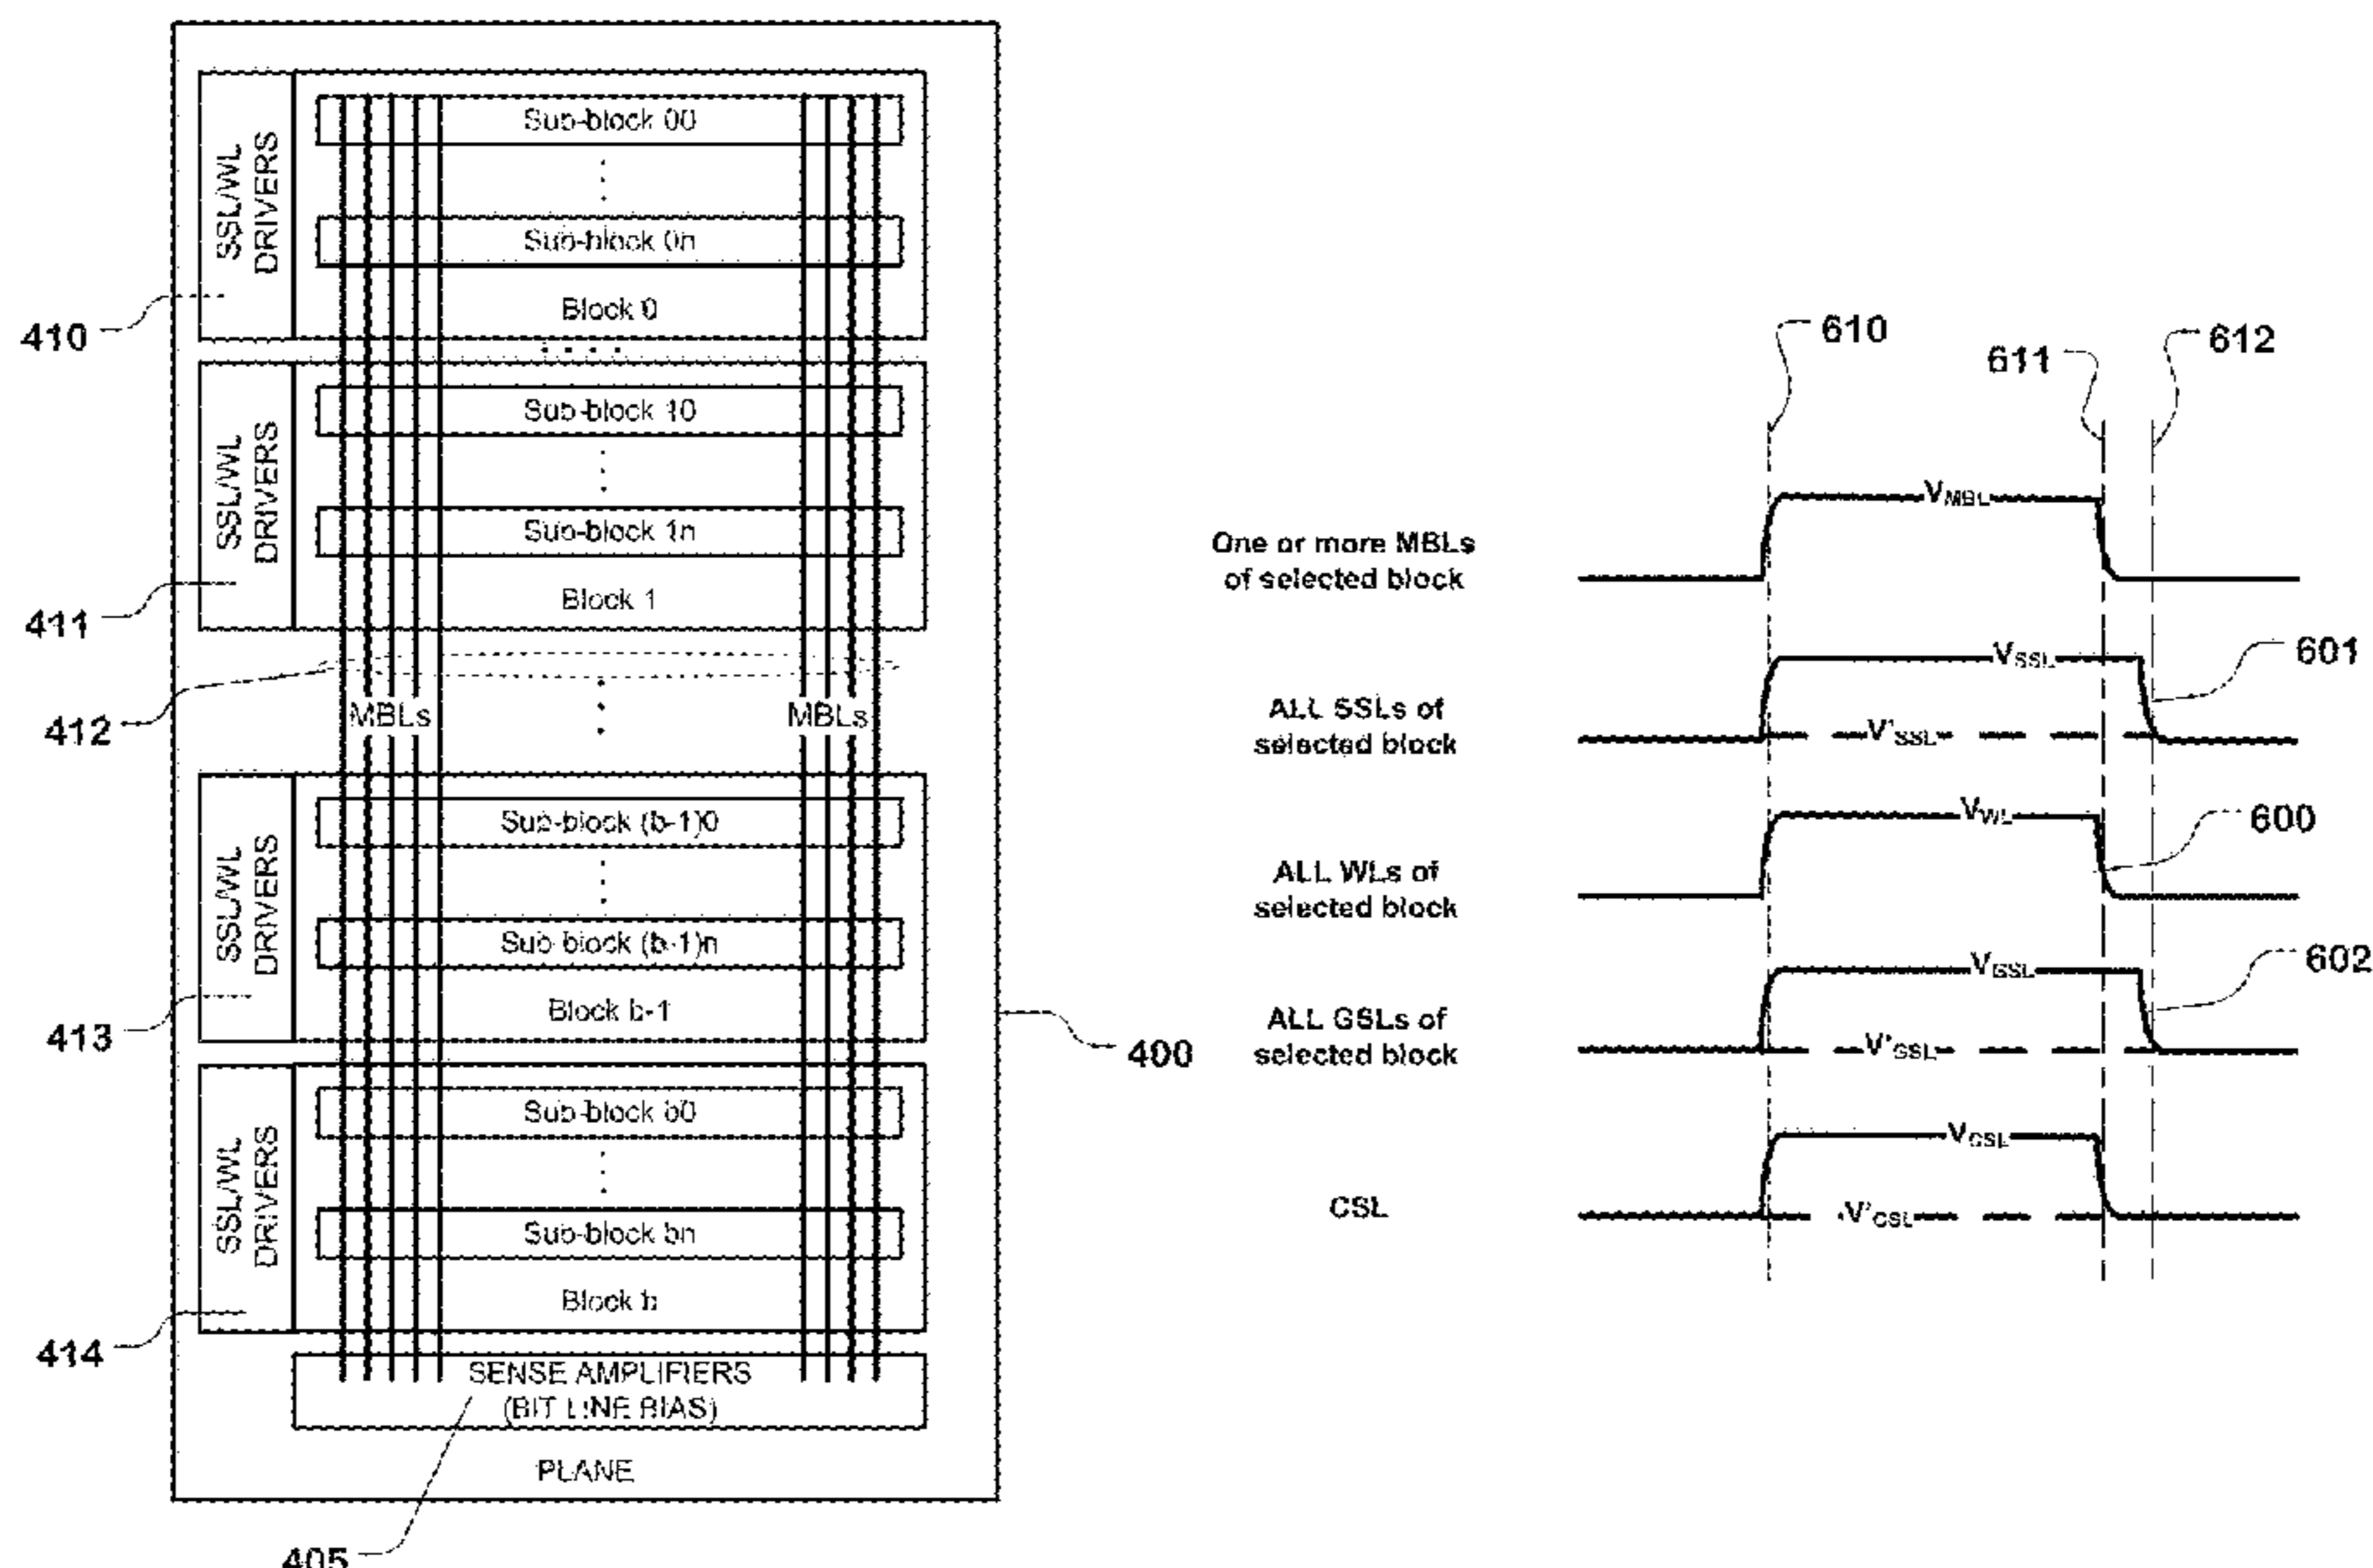 SSL/WL
DRIVERS
Sub-block 00
Sub-block 0n
Block 0
410
SSL/WL
DRIVERS
Sub-block 10
Sub-block 1n
Block 1
411
412
MBLs
MBLs
SSL/WL
DRIVERS
Sub-block (b-1)0
Sub-block (b-1)n
Block b-1
413
400
SSL/WL
DRIVERS
Sub-block b0
Sub-block bn
Block b
414
SENSE AMPLIFIERS
(BIT LINE BIAS)
PLANE
405
610
611
612
One or more MBLs
of selected block
VMBL
ALL SSLs of
selected block
VSSL
V'SSL
601
ALL WLs of
selected block
VWL
600
ALL GSLs of
selected block
VGSL
V'GSL
602
CSL
VCSL
V'CSL